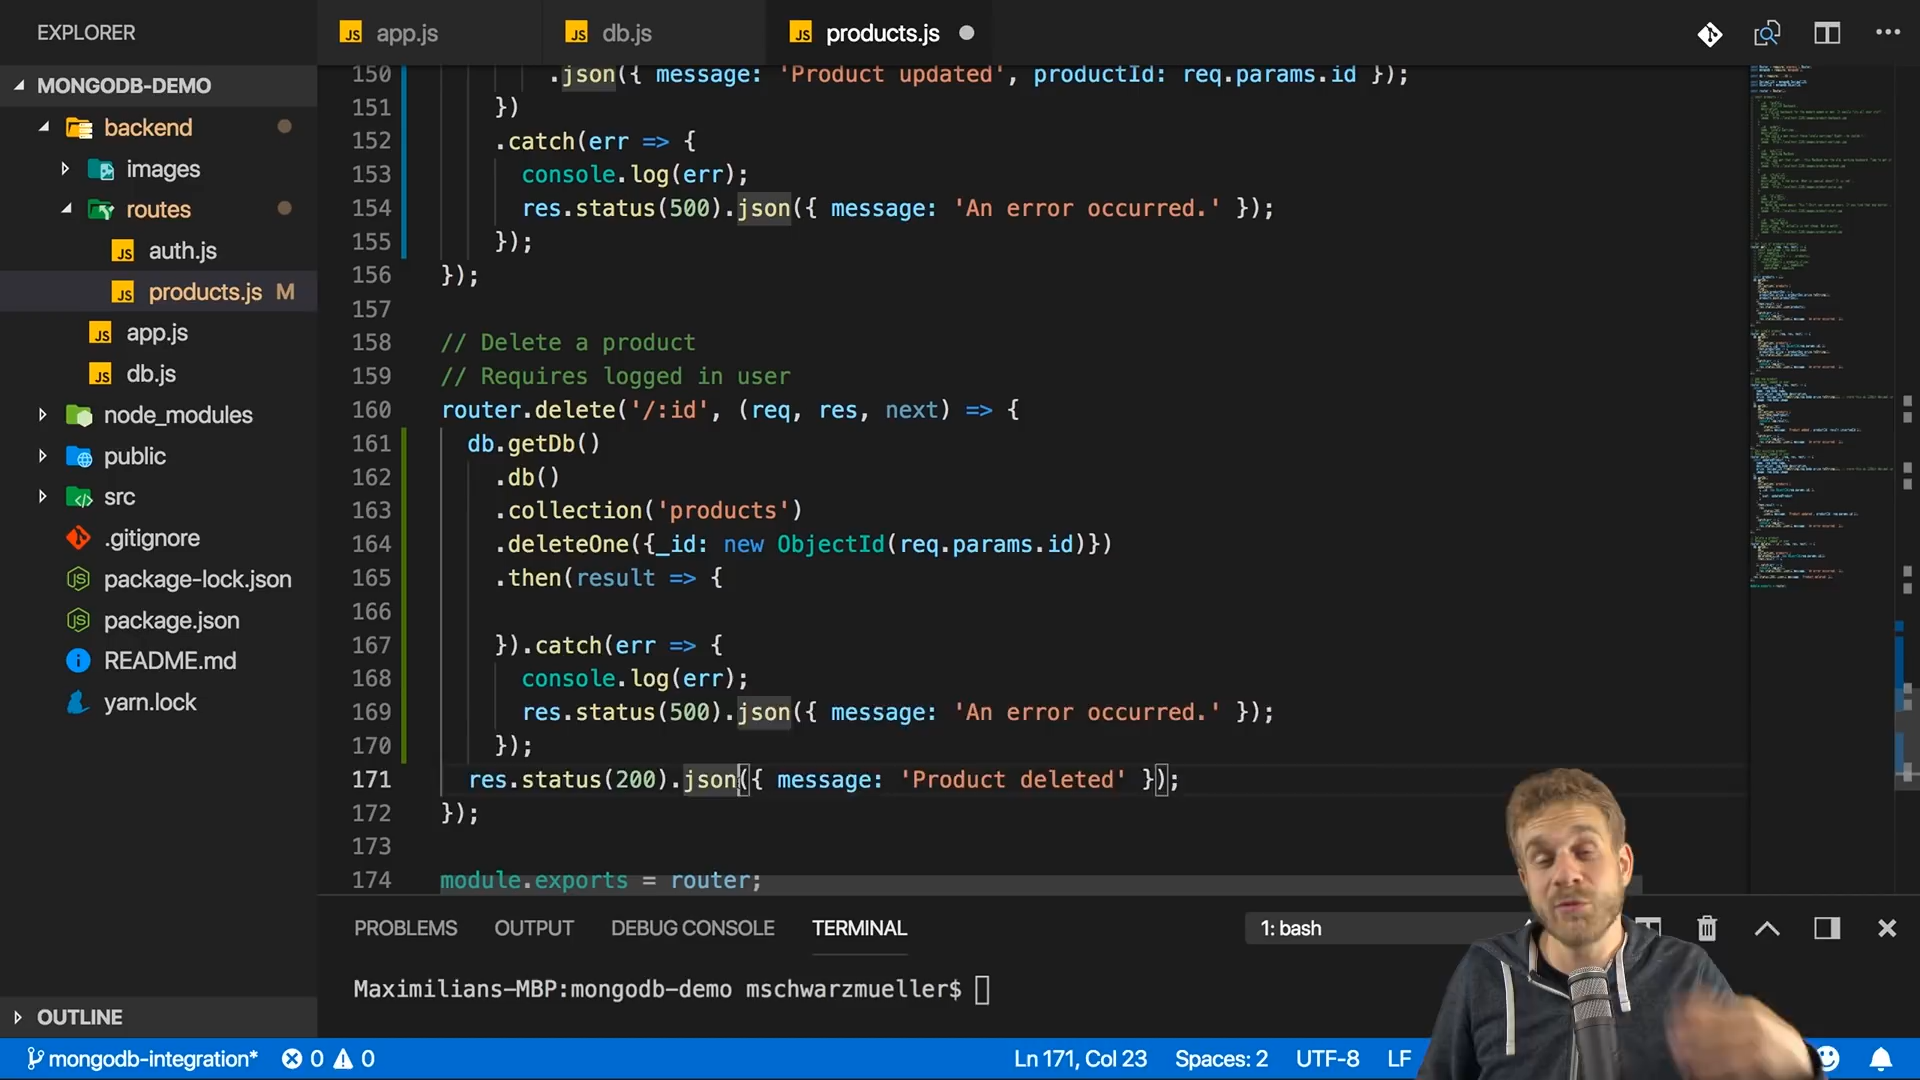 EXPLORER
app.js
db.js
products.js
MONGODB-DEMO
backend
images
routes
auth.js
products.js M
app.js
db.js
node_modules
public
src
.gitignore
package-lock.json
package.json
README.md
yarn.lock
OUTLINE
150 .json({ message: 'Product updated', productId: req.params.id });
151 })
152 .catch(err => {
153 console.log(err);
154 res.status(500).json({ message: 'An error occurred.' });
155 });
156 });
157
158 // Delete a product
159 // Requires logged in user
160 router.delete('/:id', (req, res, next) => {
161 db.getDb()
162 .db()
163 .collection('products')
164 .deleteOne({_id: new ObjectId(req.params.id)})
165 .then(result => {
166
167 }).catch(err => {
168 console.log(err);
169 res.status(500).json({ message: 'An error occurred.' });
170 });
171 res.status(200).json({ message: 'Product deleted' });
172 });
173
174 module.exports = router;
PROBLEMS OUTPUT DEBUG CONSOLE TERMINAL 1: bash
Maximilians-MBP:mongodb-demo mschwarzmueller$
mongodb-integration* 0 0 Ln 171, Col 23 Spaces: 2 UTF-8 LF